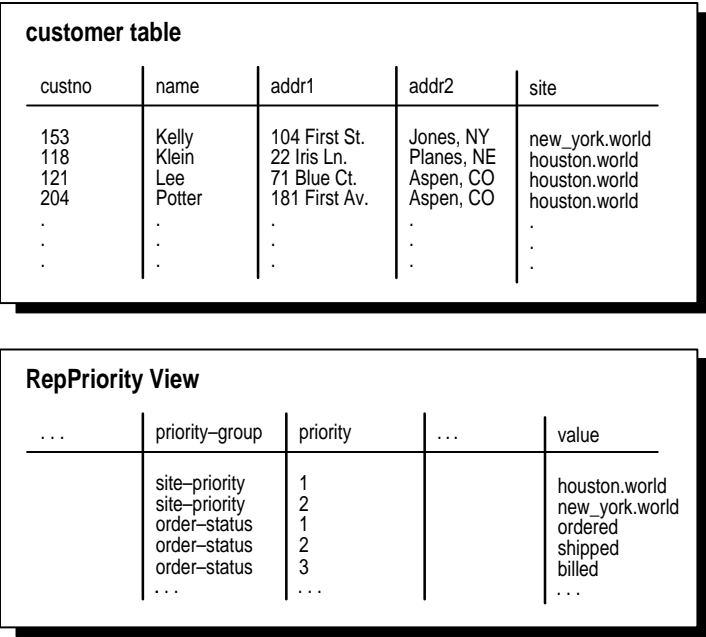 customer table
custno name addr1 addr2 site
153 Kelly 104 First St. Jones, NY new_york.world
118 Klein 22 Iris Ln. Planes, NE houston.world
121 Lee 71 Blue Ct. Aspen, CO houston.world
204 Potter 181 First Av. Aspen, CO houston.world
. . . . .
. . . . .
. . . . .
RepPriority View
. . . priority–group priority . . . value
site–priority 1 houston.world
site–priority 2 new_york.world
order–status 1 ordered
order–status 2 shipped
order–status 3 billed
. . . . . . . . .